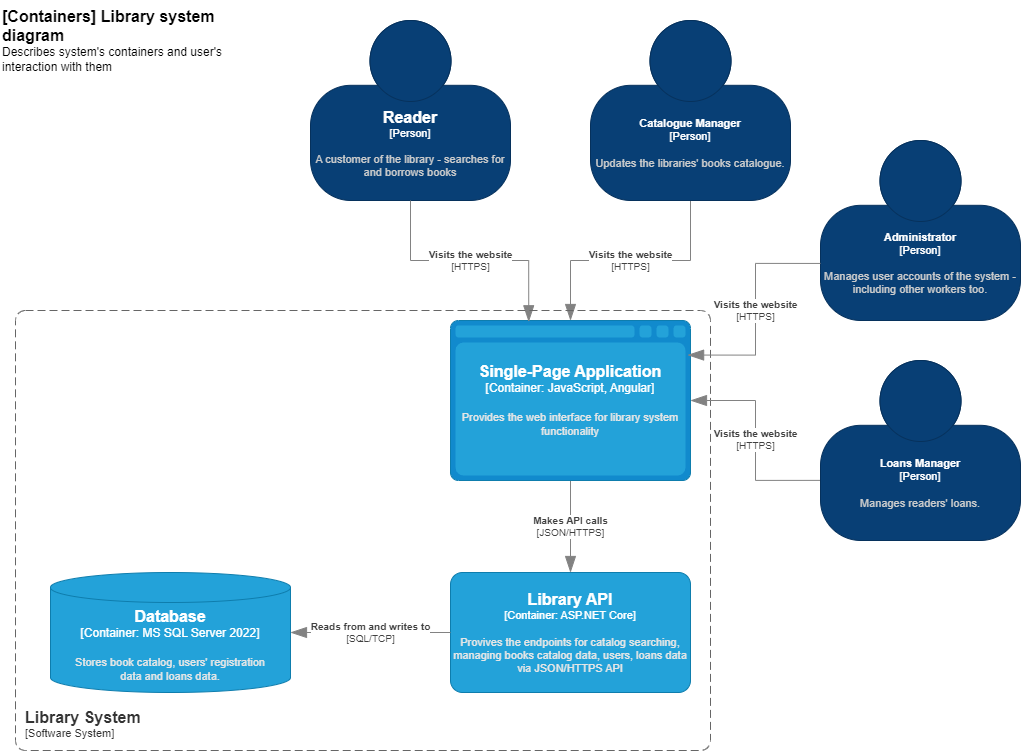 [Containers] Library system
diagram
Describes system's containers and user's
interaction with them
Reader
[Person]
A customer of the library - searches for
and borrows books
Catalogue Manager
[Person]
Updates the libraries' books catalogue.
Administrator
[Person]
Manages user accounts of the system -
including other workers too.
Visits the website
[HTTPS]
Visits the website
[HTTPS]
Visits the website
[HTTPS]
Single-Page Application
[Container: JavaScript, Angular]
Provides the web interface for library system
functionality
Visits the website
[HTTPS]
Loans Manager
[Person]
Manages readers' loans.
Makes API calls
[JSON/HTTPS]
Library API
[Container: ASP.NET Core]
Provives the endpoints for catalog searching,
managing books catalog data, users, loans data
via JSON/HTTPS API
Reads from and writes to
[SQL/TCP]
Database
[Container: MS SQL Server 2022]
Stores book catalog, users' registration
data and loans data.
Library System
[Software System]